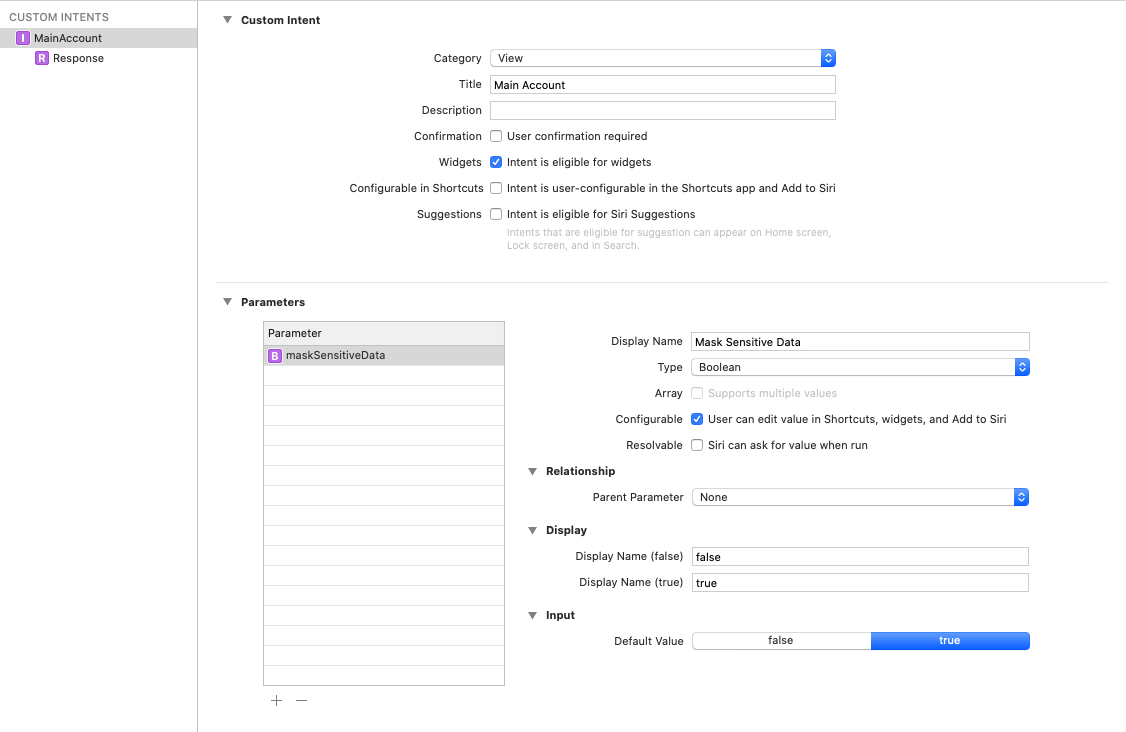 CUSTOM INTENTS
I MainAccount
R Response
Custom Intent
Category View
Title Main Account
Description
Confirmation User confirmation required
Widgets Intent is eligible for widgets
Configurable in Shortcuts Intent is user-configurable in the Shortcuts app and Add to Siri
Suggestions Intent is eligible for Siri Suggestions
Intents that are eligible for suggestion can appear on Home screen,
Lock screen, and in Search.
Parameters
Parameter
B maskSensitiveData
Display Name Mask Sensitive Data
Type Boolean
Array Supports multiple values
Configurable User can edit value in Shortcuts, widgets, and Add to Siri
Resolvable Siri can ask for value when run
Relationship
Parent Parameter None
Display
Display Name (false) false
Display Name (true) true
Input
Default Value false true